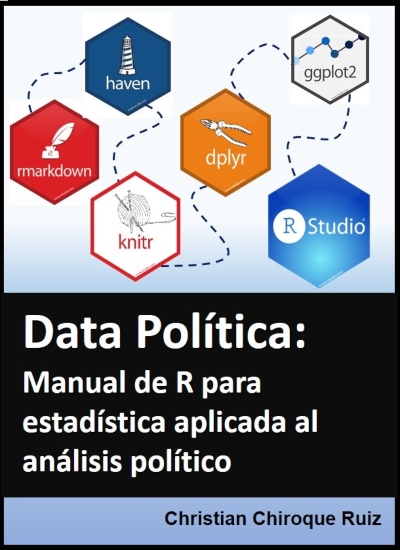 haven
ggplot2
rmarkdown
dplyr
knitr
R Studio
Data Política:
Manual de R para
estadística aplicada al
análisis político
Christian Chiroque Ruiz